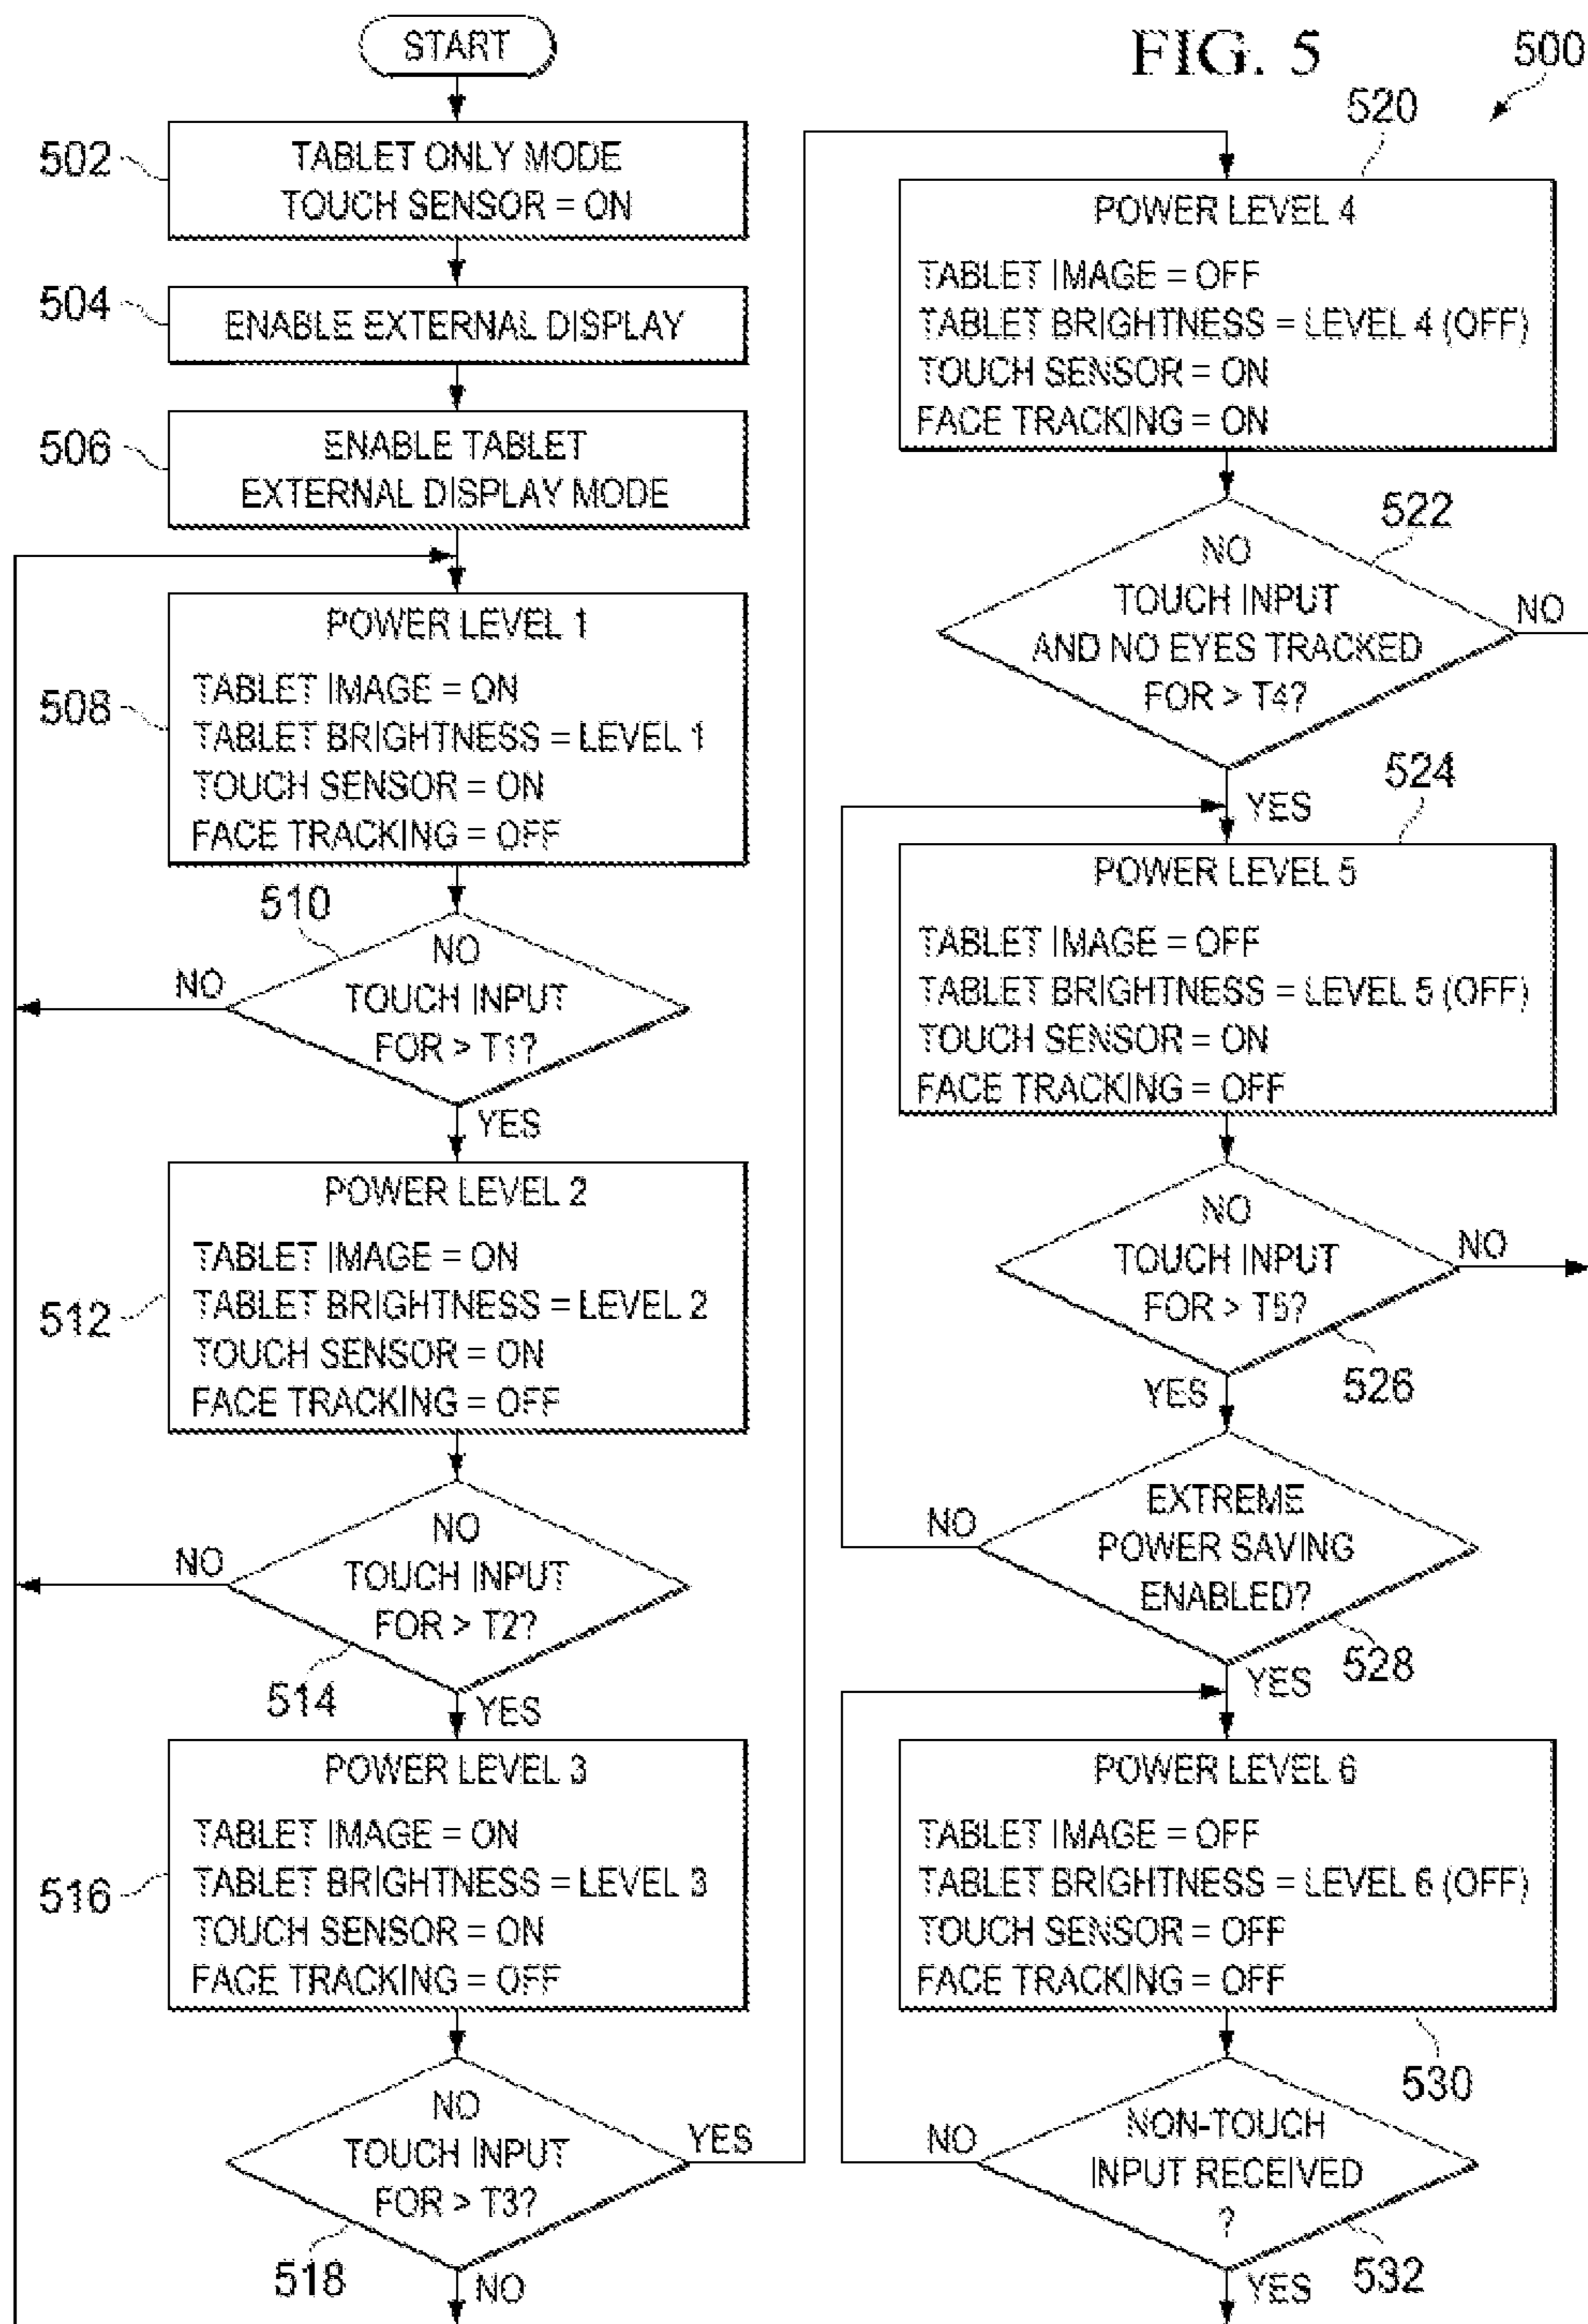 FIG. 5
500
START
502
TABLET ONLY MODE
TOUCH SENSOR = ON
504
ENABLE EXTERNAL DISPLAY
506
ENABLE TABLET
EXTERNAL DISPLAY MODE
508
POWER LEVEL 1
TABLET IMAGE = ON
TABLET BRIGHTNESS = LEVEL 1
TOUCH SENSOR = ON
FACE TRACKING = OFF
510
NO
TOUCH INPUT
FOR > T1?
NO
YES
512
POWER LEVEL 2
TABLET IMAGE = ON
TABLET BRIGHTNESS = LEVEL 2
TOUCH SENSOR = ON
FACE TRACKING = OFF
NO
TOUCH INPUT
FOR > T2?
NO
514
YES
516
POWER LEVEL 3
TABLET IMAGE = ON
TABLET BRIGHTNESS = LEVEL 3
TOUCH SENSOR = ON
FACE TRACKING = OFF
NO
TOUCH INPUT
FOR > T3?
YES
518
NO
520
POWER LEVEL 4
TABLET IMAGE = OFF
TABLET BRIGHTNESS = LEVEL 4 (OFF)
TOUCH SENSOR = ON
FACE TRACKING = ON
522
NO
TOUCH INPUT
AND NO EYES TRACKED
FOR > T4?
NO
YES
524
POWER LEVEL 5
TABLET IMAGE = OFF
TABLET BRIGHTNESS = LEVEL 5 (OFF)
TOUCH SENSOR = ON
FACE TRACKING = OFF
NO
TOUCH INPUT
FOR > T5?
NO
526
YES
EXTREME
POWER SAVING
ENABLED?
NO
528
YES
POWER LEVEL 6
TABLET IMAGE = OFF
TABLET BRIGHTNESS = LEVEL 6 (OFF)
TOUCH SENSOR = OFF
FACE TRACKING = OFF
530
NON-TOUCH
INPUT RECEIVED
?
NO
532
YES